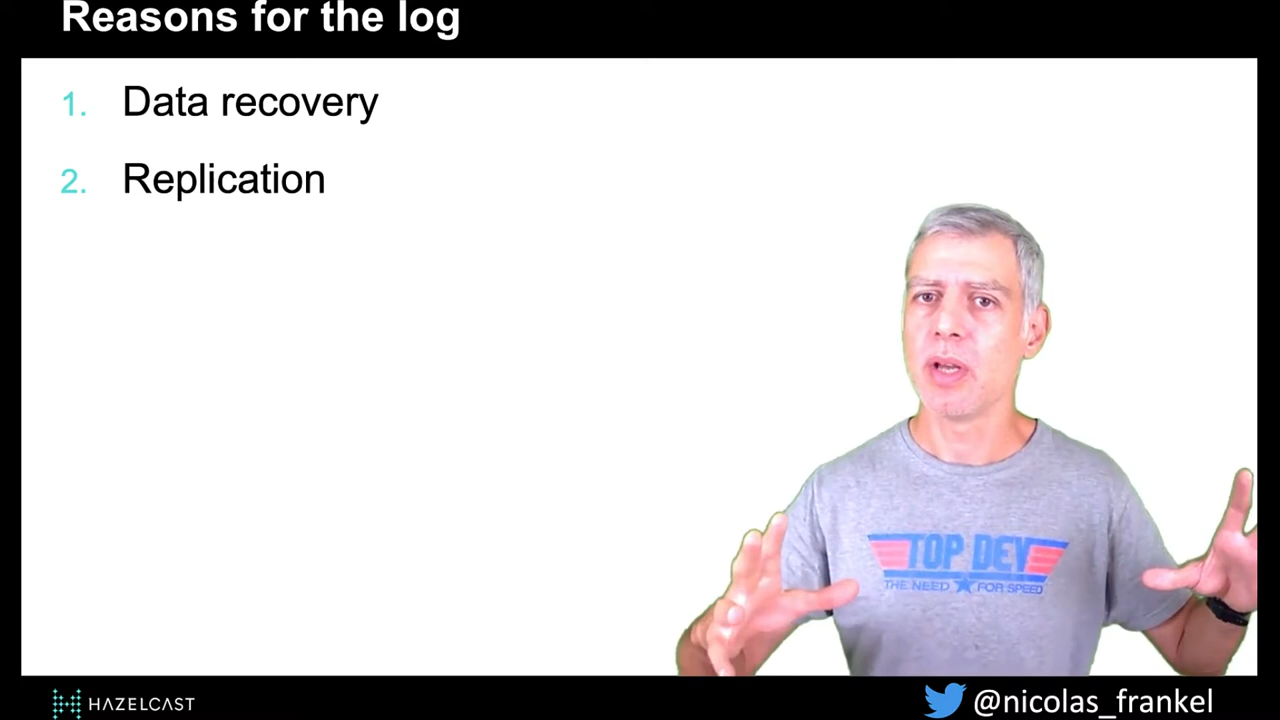 Reasons for the log
1. Data recovery
2. Replication
TOP DEV
THE NEED FOR SPEED
HAZELCAST
@nicolas_frankel